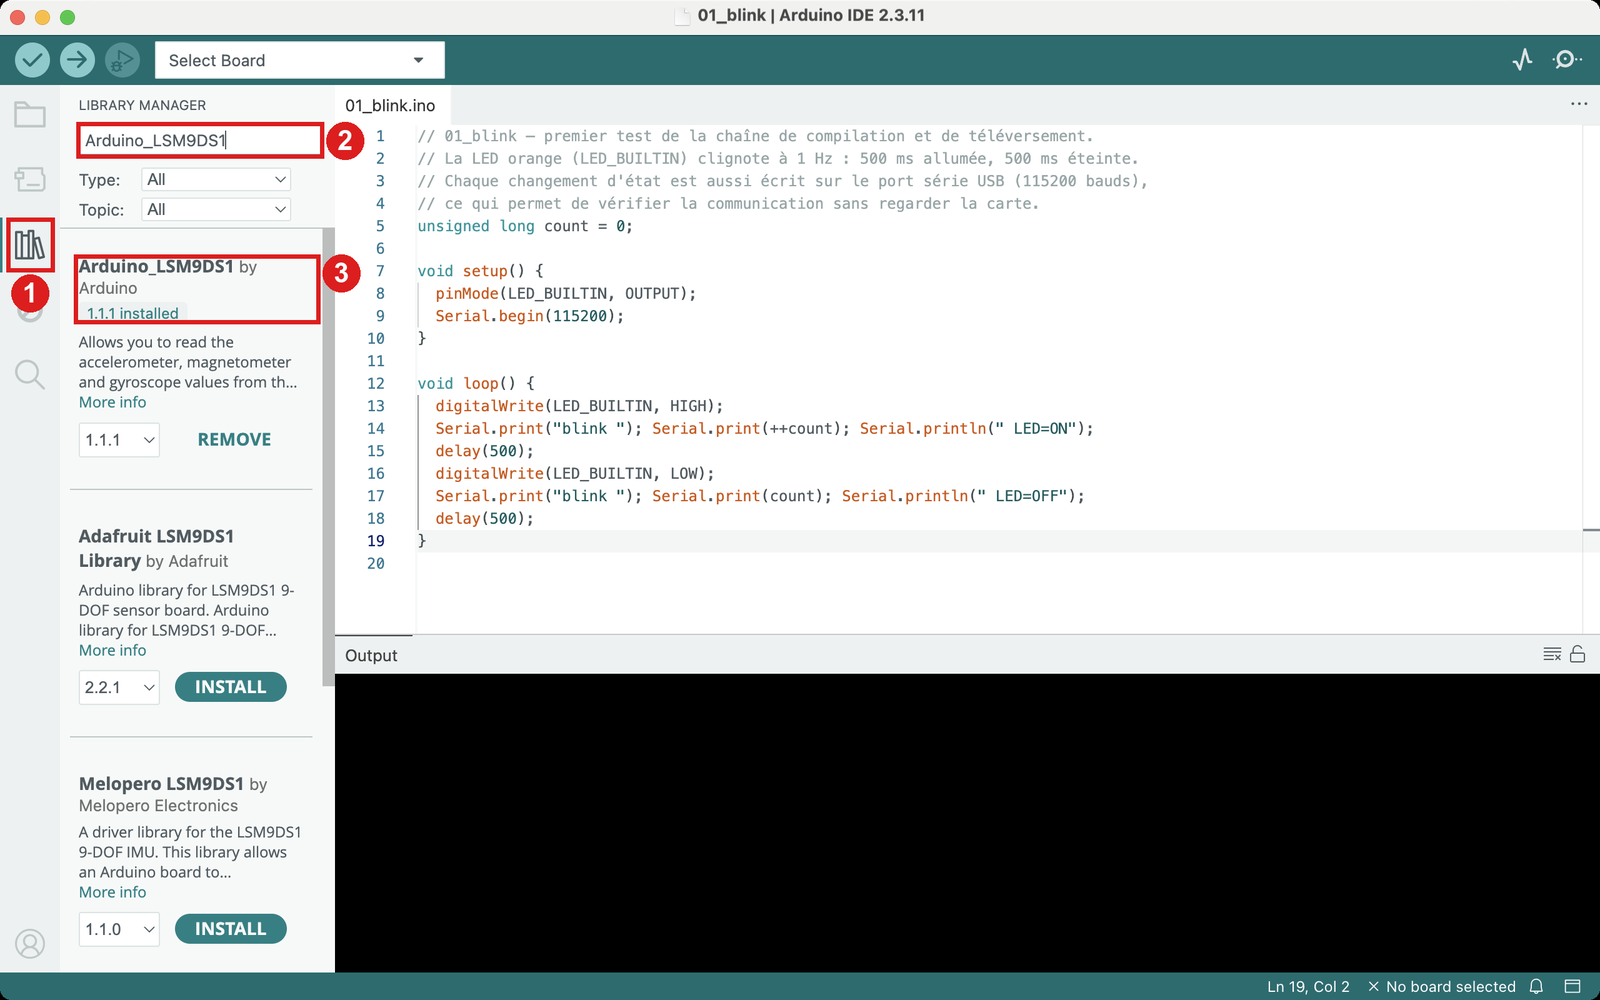 01_blink | Arduino IDE 2.3.11
Select Board
LIBRARY MANAGER
Arduino_LSM9DS1
2
Type: All
Topic: All
1
3
Arduino_LSM9DS1 by
Arduino
1.1.1 installed
Allows you to read the
accelerometer, magnetometer
and gyroscope values from th...
More info
1.1.1 REMOVE
Adafruit LSM9DS1
Library by Adafruit
Arduino library for LSM9DS1 9-
DOF sensor board. Arduino
library for LSM9DS1 9-DOF...
More info
2.2.1 INSTALL
Melopero LSM9DS1 by
Melopero Electronics
A driver library for the LSM9DS1
9-DOF IMU. This library allows
an Arduino board to...
More info
1.1.0 INSTALL
01_blink.ino
1 // 01_blink — premier test de la chaîne de compilation et de téléversement.
2 // La LED orange (LED_BUILTIN) clignote à 1 Hz : 500 ms allumée, 500 ms éteinte.
3 // Chaque changement d'état est aussi écrit sur le port série USB (115200 bauds),
4 // ce qui permet de vérifier la communication sans regarder la carte.
5 unsigned long count = 0;
6
7 void setup() {
8 pinMode(LED_BUILTIN, OUTPUT);
9 Serial.begin(115200);
10 }
11
12 void loop() {
13 digitalWrite(LED_BUILTIN, HIGH);
14 Serial.print("blink "); Serial.print(++count); Serial.println(" LED=ON");
15 delay(500);
16 digitalWrite(LED_BUILTIN, LOW);
17 Serial.print("blink "); Serial.print(count); Serial.println(" LED=OFF");
18 delay(500);
19 }
20
Output
Ln 19, Col 2 × No board selected